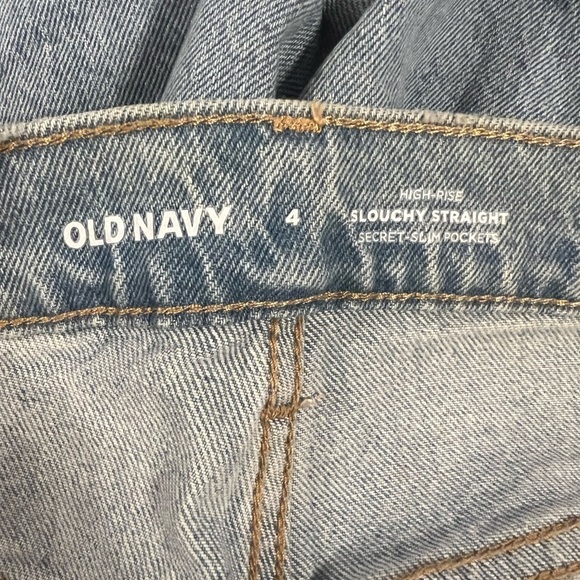 OLD NAVY
4
HIGH-RISE
SLOUCHY STRAIGHT
SECRET-SLIM POCKETS